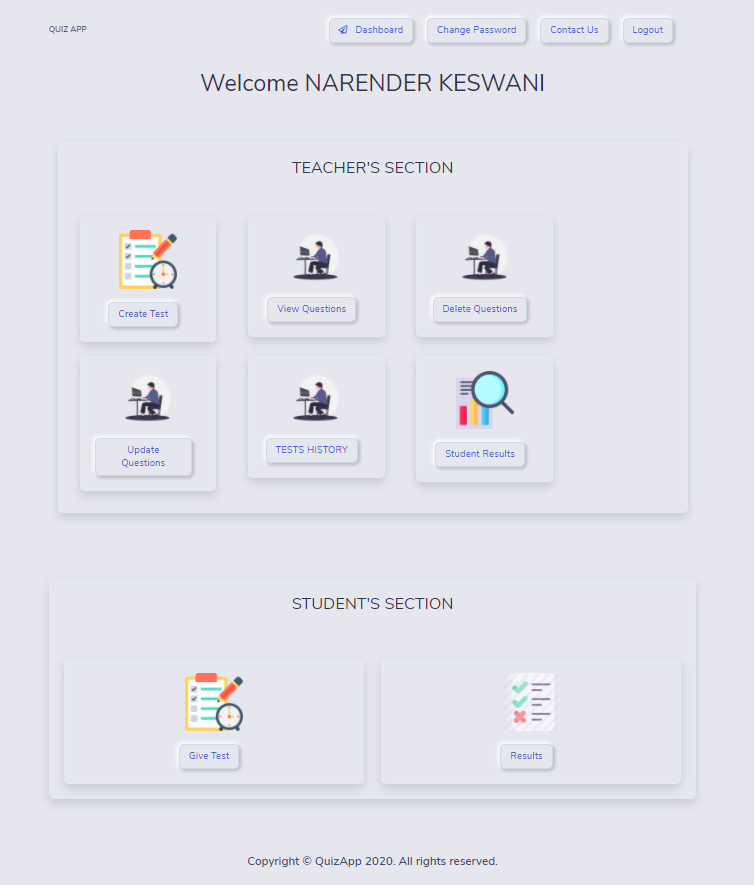 QUIZ APP
Dashboard
Change Password
Contact Us
Logout
Welcome NARENDER KESWANI
TEACHER'S SECTION
Create Test
View Questions
Delete Questions
Update
Questions
TESTS HISTORY
Student Results
STUDENT'S SECTION
Give Test
Results
Copyright © QuizApp 2020. All rights reserved.